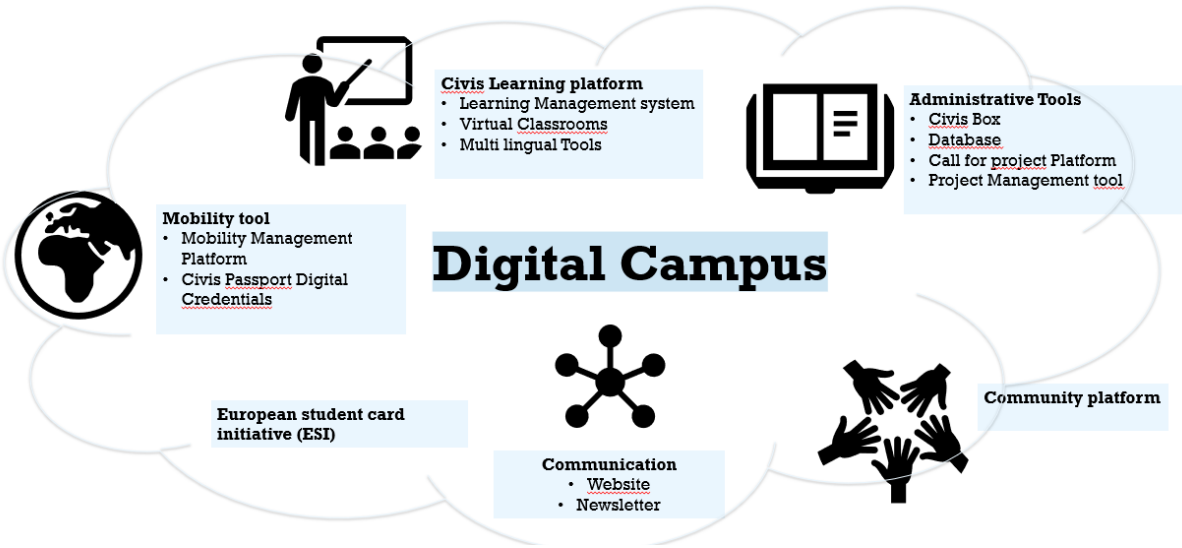 Civis Learning platform
• Learning Management system
• Virtual Classrooms
• Multi lingual Tools
Administrative Tools
• Civis Box
• Database
• Call for project Platform
• Project Management tool
Mobility tool
• Mobility Management
Platform
• Civis Passport Digital
Credentials
Digital Campus
European student card
initiative (ESI)
Communication
• Website
• Newsletter
Community platform